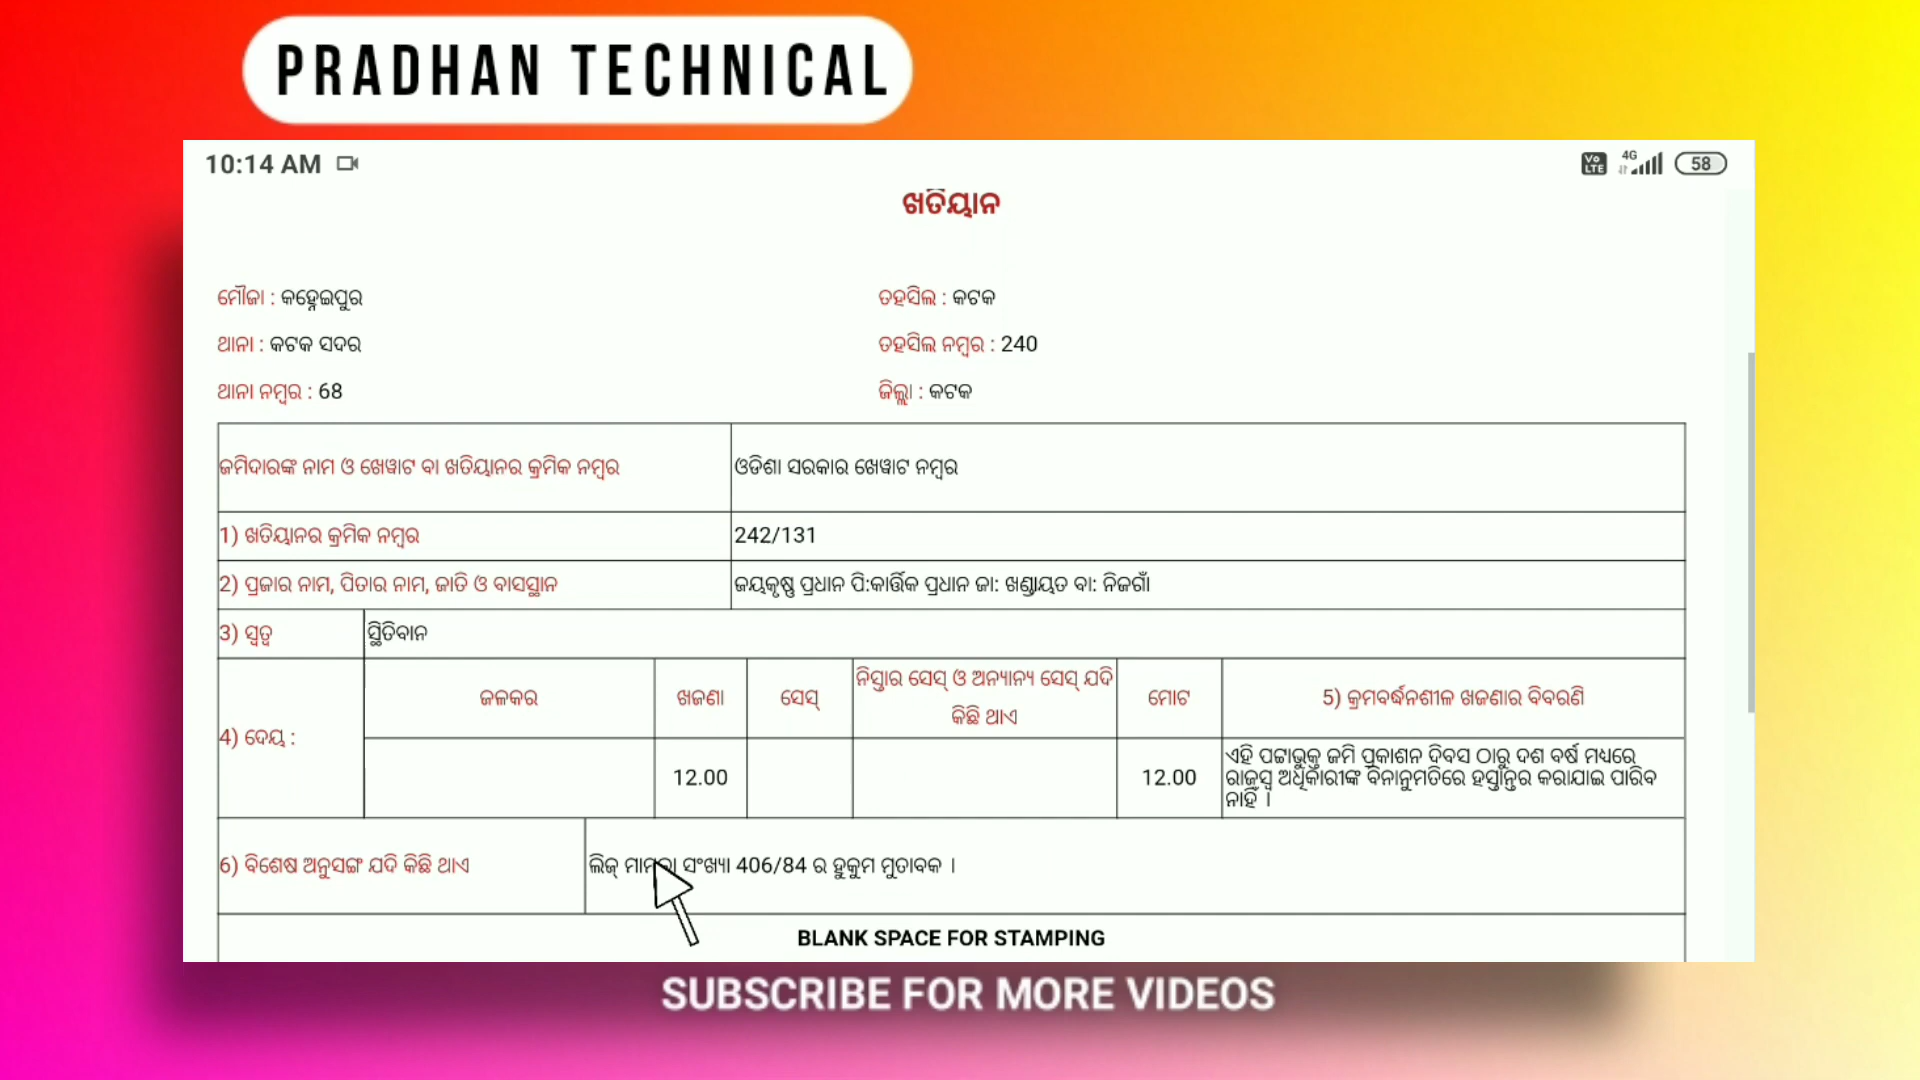 PRADHAN TECHNICAL
10:14 AM
Vo LTE 4G 58
ଖତିୟାନ
ମୌଜା : କହ୍ନେଇପୁର
ତହସିଲ : କଟକ
ଥାନା : କଟକ ସଦର
ତହସିଲ ନମ୍ବର : 240
ଥାନା ନମ୍ବର : 68
ଜିଲ୍ଲା : କଟକ
ଜମିଦାରଙ୍କ ନାମ ଓ ଖେୱାଟ ବା ଖତିୟାନର କ୍ରମିକ ନମ୍ବର
ଓଡିଶା ସରକାର ଖେୱାଟ ନମ୍ବର
1) ଖତିୟାନର କ୍ରମିକ ନମ୍ବର
242/131
2) ପ୍ରଜାର ନାମ, ପିତାର ନାମ, ଜାତି ଓ ବାସସ୍ଥାନ
ଜୟକୃଷ୍ଣ ପ୍ରଧାନ ପି:କାର୍ତ୍ତିକ ପ୍ରଧାନ ଜା: ଖଣ୍ଡାୟତ ବା: ନିଜଗାଁ
3) ସ୍ୱତ୍ୱ
ସ୍ଥିତିବାନ
4) ଦେୟ :
ଜଳକର
ଖଜଣା
ସେସ୍
ନିସ୍ତାର ସେସ୍ ଓ ଅନ୍ୟାନ୍ୟ ସେସ୍ ଯଦି
କିଛି ଥାଏ
ମୋଟ
5) କ୍ରମବର୍ଦ୍ଧନଶୀଳ ଖଜଣାର ବିବରଣି
12.00
12.00
ଏହି ପଟ୍ଟାଭୁକ୍ତ ଜମି ପ୍ରକାଶନ ଦିବସ ଠାରୁ ଦଶ ବର୍ଷ ମଧ୍ୟରେ
ରାଜସ୍ୱ ଅଧିକାରୀଙ୍କ ବିନାନୁମତିରେ ହସ୍ତାନ୍ତର କରାଯାଇ ପାରିବ
ନାହିଁ ।
6) ବିଶେଷ ଅନୁସଙ୍ଗ ଯଦି କିଛି ଥାଏ
ଲିଜ୍ ମାମଲା ସଂଖ୍ୟା 406/84 ର ହୁକୁମ ମୁତାବକ ।
BLANK SPACE FOR STAMPING
SUBSCRIBE FOR MORE VIDEOS